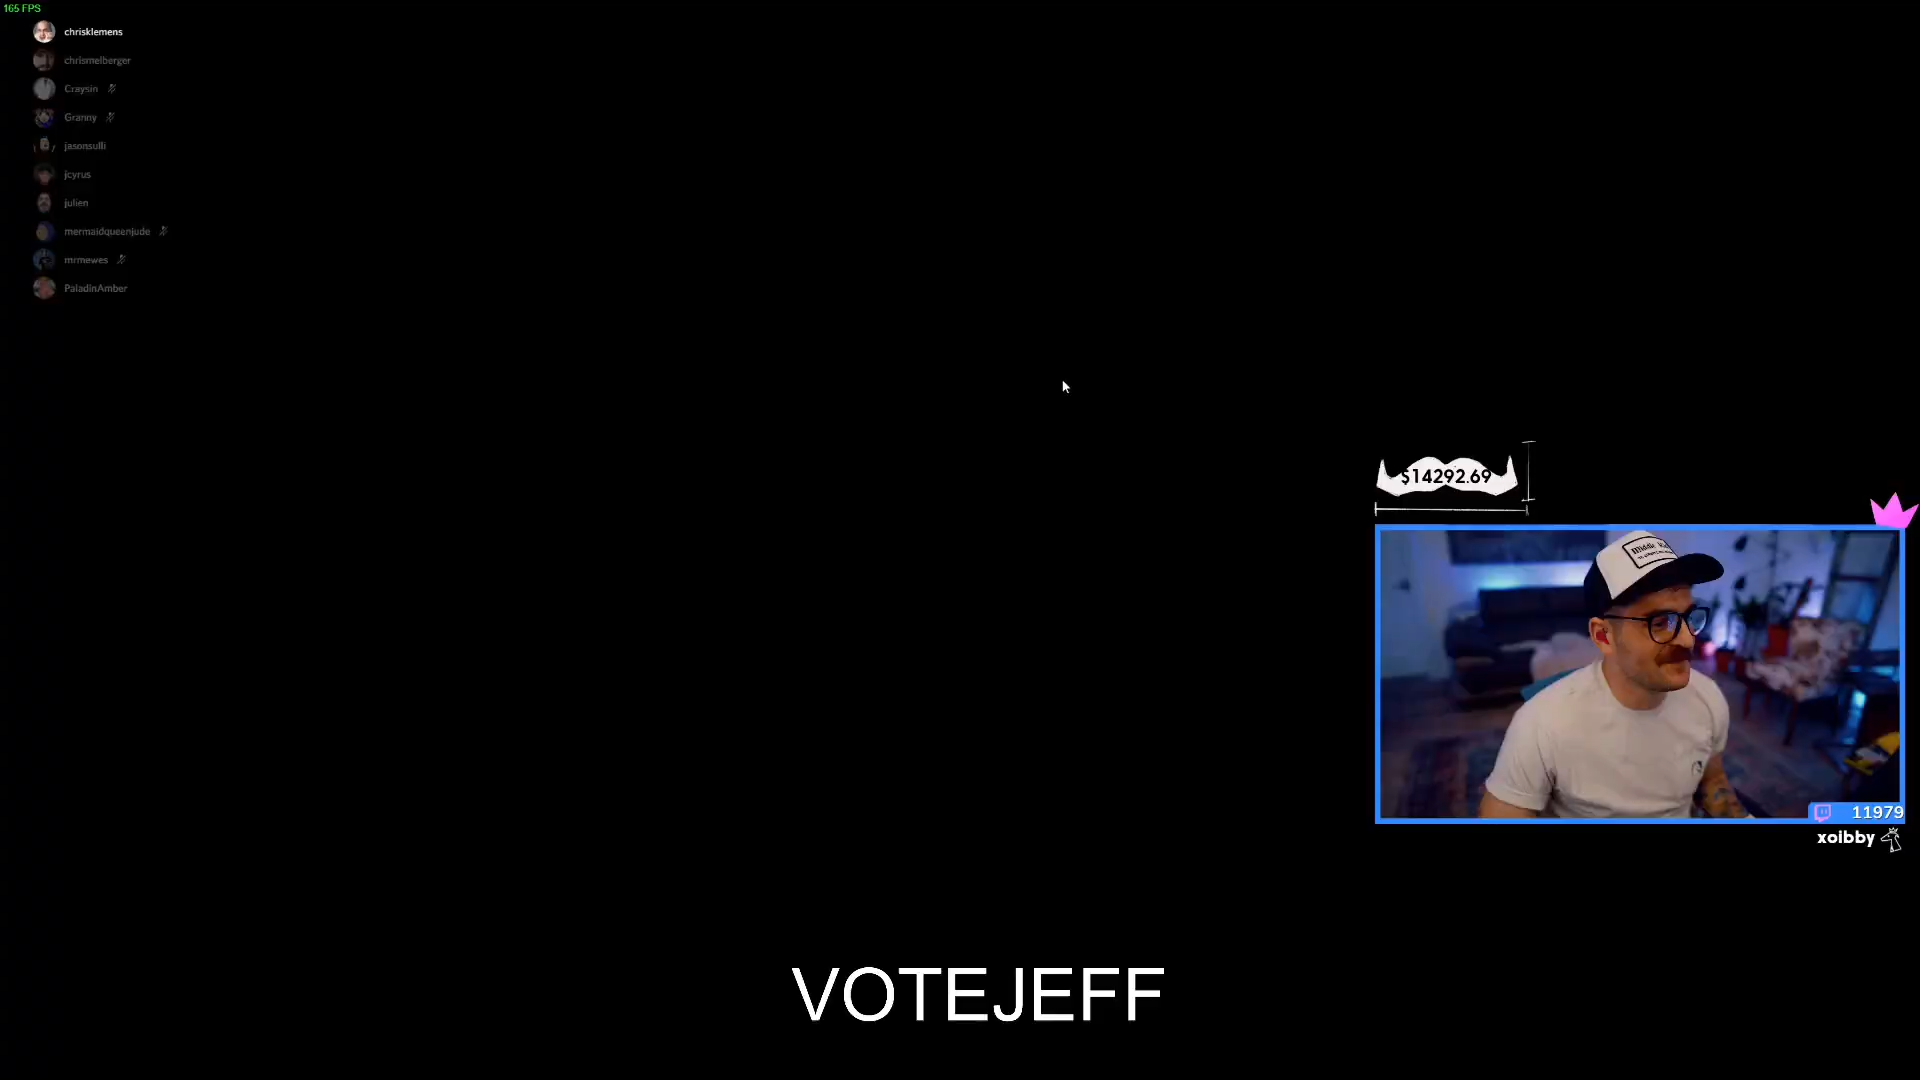 165 FPS
chrisklemens
chrismelberger
Craysin
Granny
jasonsulli
jcyrus
julien
mermaidqueenjude
mrmewes
PaladinAmber
$14292.69
11979
xoibby
VOTEJEFF